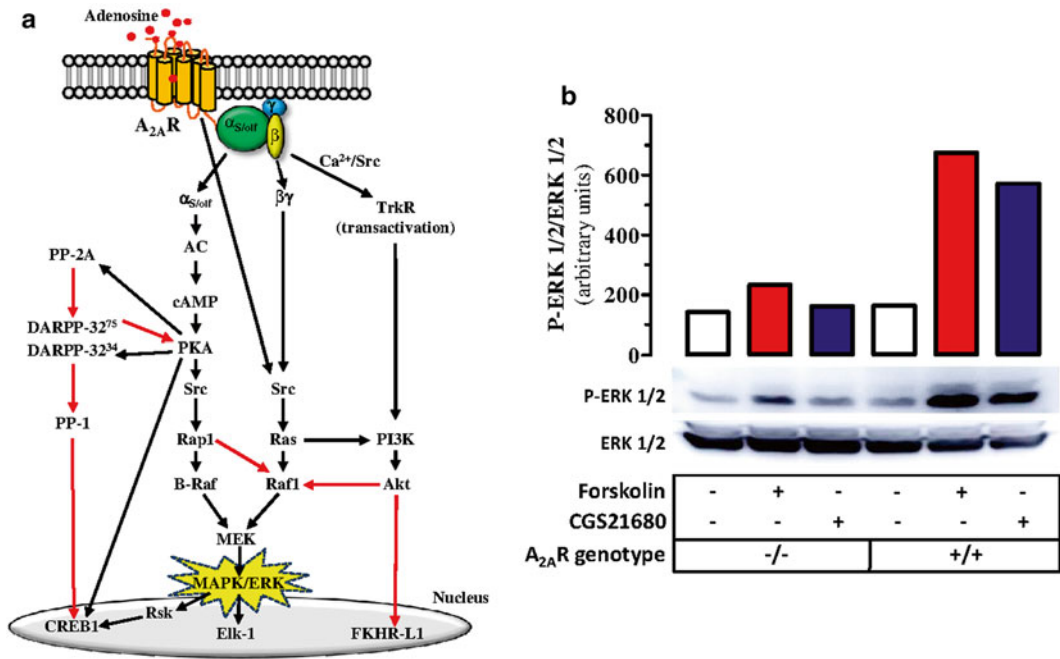 a
Adenosine
A2AR
αS/olf
γ
β
Ca2+/Src
αS/olf
βγ
TrkR
(transactivation)
AC
PP-2A
cAMP
DARPP-3275
DARPP-3234
PKA
Src
Src
PP-1
Rap1
Ras
PI3K
B-Raf
Raf1
Akt
MEK
MAPK/ERK
Nucleus
Rsk
CREB1
Elk-1
FKHR-L1
b
P-ERK 1/2/ERK 1/2
(arbitrary units)
800
600
400
200
0
P-ERK 1/2
ERK 1/2
Forskolin - + - - + -
CGS21680 - - + - - +
A2AR genotype -/- +/+